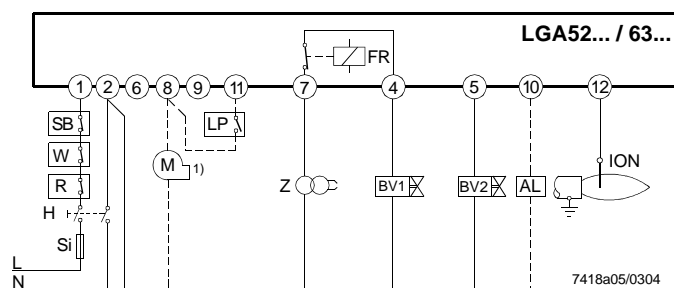 LGA52... / 63...
FR
1 2 6 8 9 11 7 4 5 10 12
SB
LP
W
M 1)
ION
R
Z
BV1
BV2
AL
H
Si
L
N
7418a05/0304